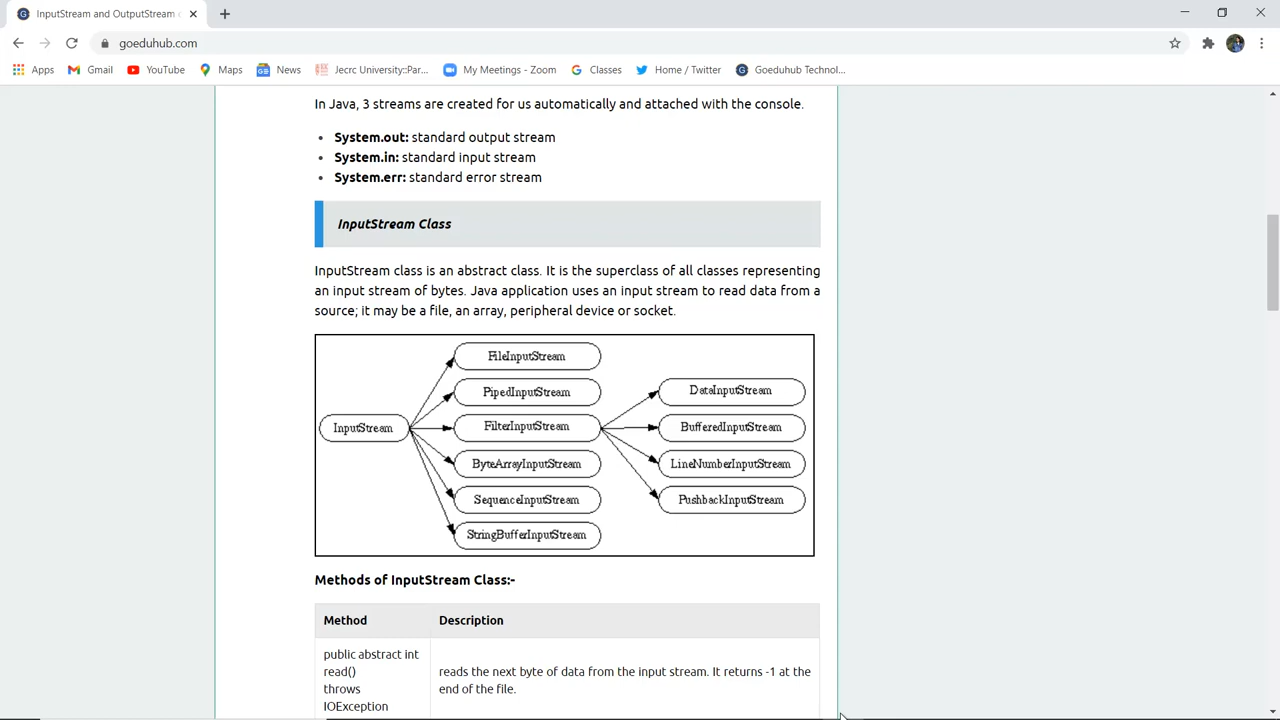 InputStream and OutputStream c
goeduhub.com
Apps Gmail YouTube Maps News Jecrc University::Par... My Meetings - Zoom Classes Home / Twitter Goeduhub Technol...
In Java, 3 streams are created for us automatically and attached with the console.
System.out: standard output stream
System.in: standard input stream
System.err: standard error stream
InputStream Class
InputStream class is an abstract class. It is the superclass of all classes representing
an input stream of bytes. Java application uses an input stream to read data from a
source; it may be a file, an array, peripheral device or socket.
InputStream
FileInputStream
PipedInputStream
FilterInputStream
ByteArrayInputStream
SequenceInputStream
StringBufferInputStream
DataInputStream
BufferedInputStream
LineNumberInputStream
PushbackInputStream
Methods of InputStream Class:-
Method Description
public abstract int
read()
throws
IOException
reads the next byte of data from the input stream. It returns -1 at the
end of the file.